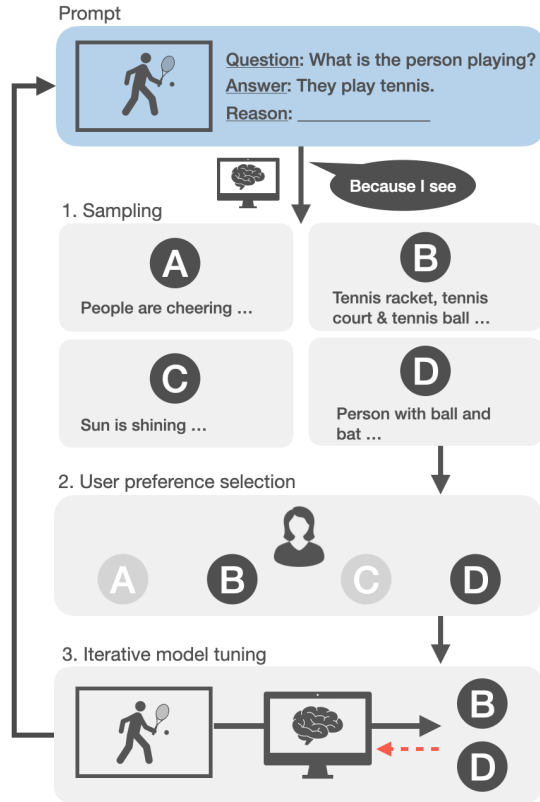 Prompt
Question: What is the person playing?
Answer: They play tennis.
Reason: _______________
Because I see
1. Sampling
A
People are cheering ...
B
Tennis racket, tennis
court & tennis ball ...
C
Sun is shining ...
D
Person with ball and
bat ...
2. User preference selection
A
B
C
D
3. Iterative model tuning
B
D